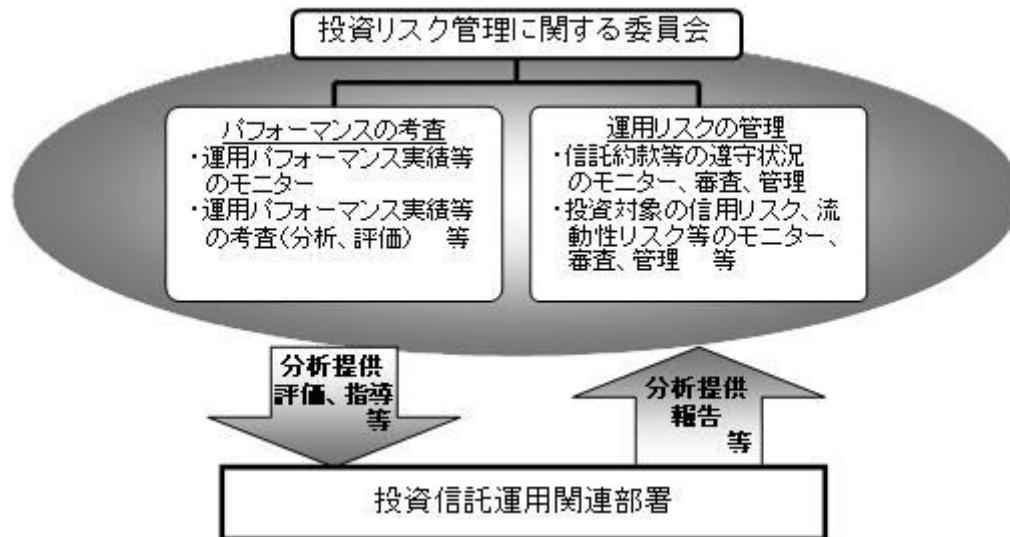 投資リスク管理に関する委員会
パフォーマンスの考査
・運用パフォーマンス実績等
のモニター
・運用パフォーマンス実績等
の考査(分析、評価) 等
運用リスクの管理
・信託約款等の遵守状況
のモニター、審査、管理
・投資対象の信用リスク、流
動性リスク等のモニター、
審査、管理 等
分析提供
評価、指導
等
分析提供
報告
等
投資信託運用関連部署